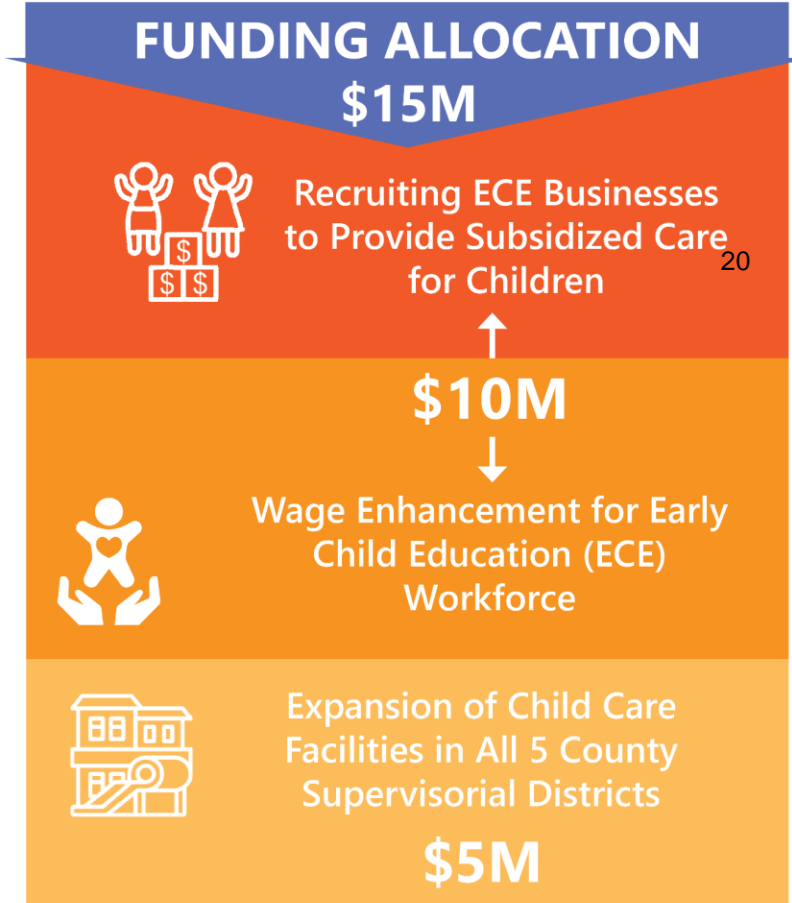 FUNDING ALLOCATION
$15M
Recruiting ECE Businesses
to Provide Subsidized Care
20
for Children
$
$ $
$10M
Wage Enhancement for Early
Child Education (ECE)
Workforce
Expansion of Child Care
Facilities in All 5 County
Supervisorial Districts
$5M